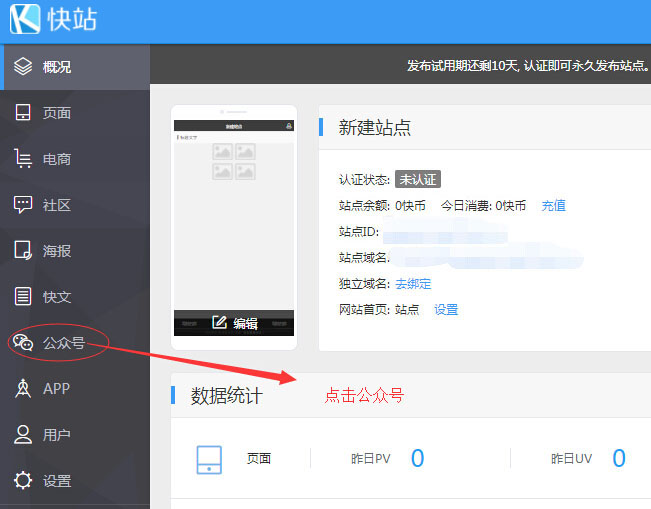 快站
概况
页面
电商
社区
海报
快文
公众号
APP
用户
设置
发布试用期还剩10天, 认证即可永久发布站点。
新建站点
编辑
新建站点
认证状态: 未认证
站点余额: 0快币 今日消费: 0快币 充值
站点ID:
站点域名:
独立域名: 去绑定
网站首页: 站点 设置
数据统计
点击公众号
页面 昨日PV 0 昨日UV 0